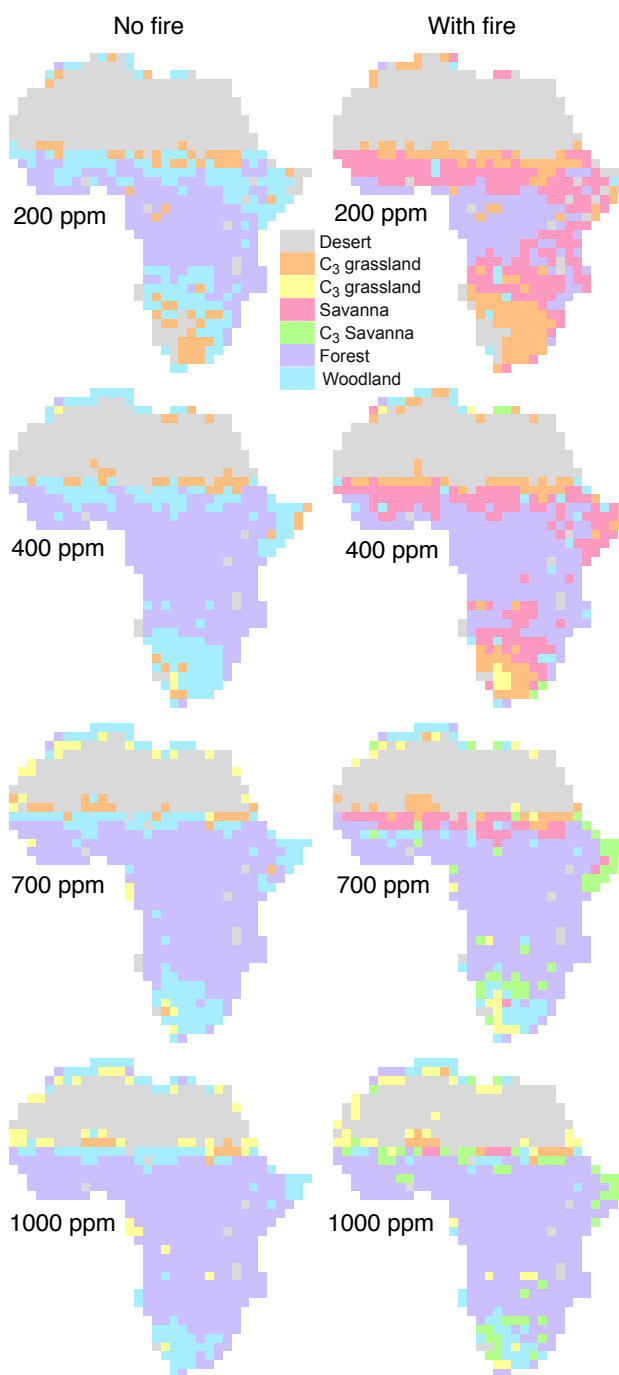 No fire
With fire
200 ppm
200 ppm
Desert
C₃ grassland
C₃ grassland
Savanna
C₃ Savanna
Forest
Woodland
400 ppm
400 ppm
700 ppm
700 ppm
1000 ppm
1000 ppm